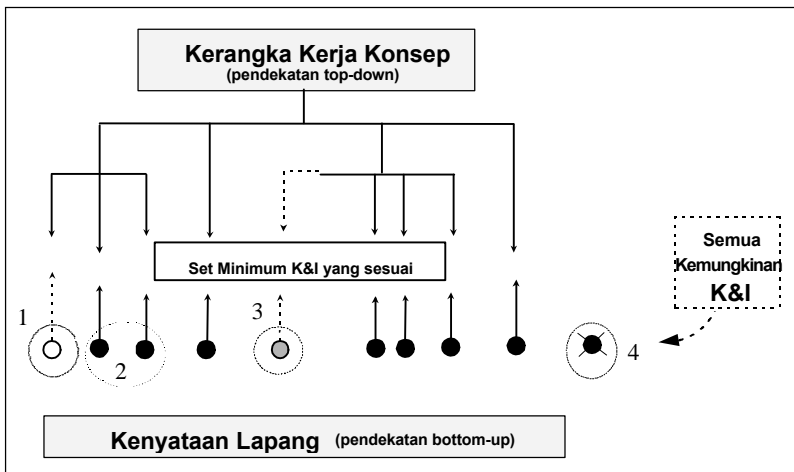 Kerangka Kerja Konsep
(pendekatan top-down)
Set Minimum K&I yang sesuai
Semua
Kemungkinan
K&I
1
2
3
4
Kenyataan Lapang (pendekatan bottom-up)